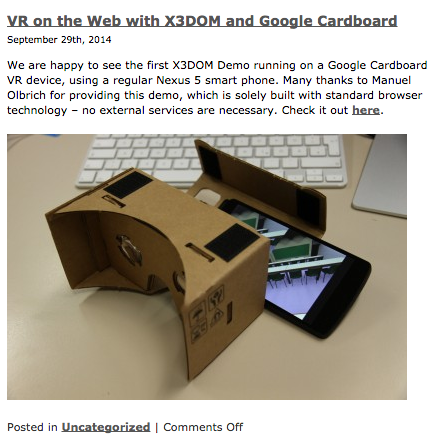 VR on the Web with X3DOM and Google Cardboard
September 29th, 2014
We are happy to see the first X3DOM Demo running on a Google Cardboard
VR device, using a regular Nexus 5 smart phone. Many thanks to Manuel
Olbrich for providing this demo, which is solely built with standard browser
technology – no external services are necessary. Check it out here.
Posted in Uncategorized | Comments Off